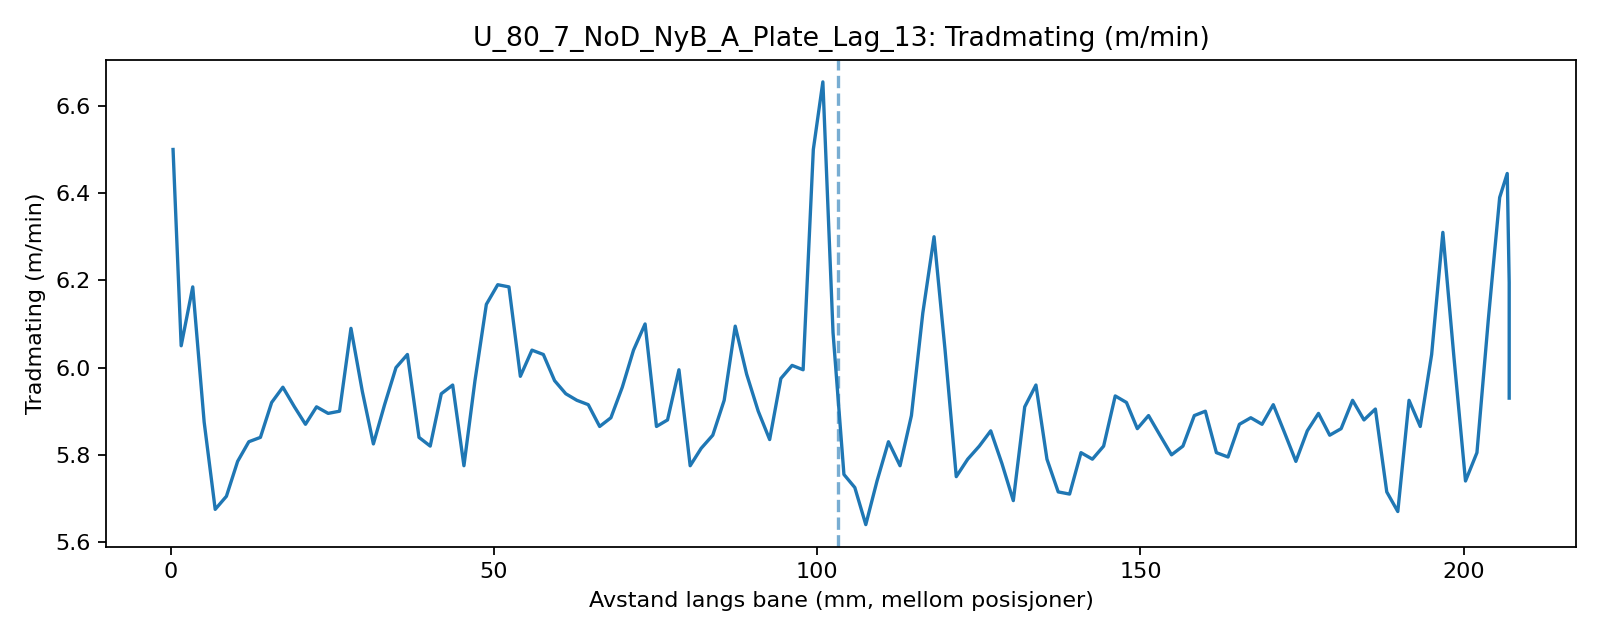 U_80_7_NoD_NyB_A_Plate_Lag_13: Tradmating (m/min)
Tradmating (m/min)
6.6
6.4
6.2
6.0
5.8
5.6
0 50 100 150 200
Avstand langs bane (mm, mellom posisjoner)